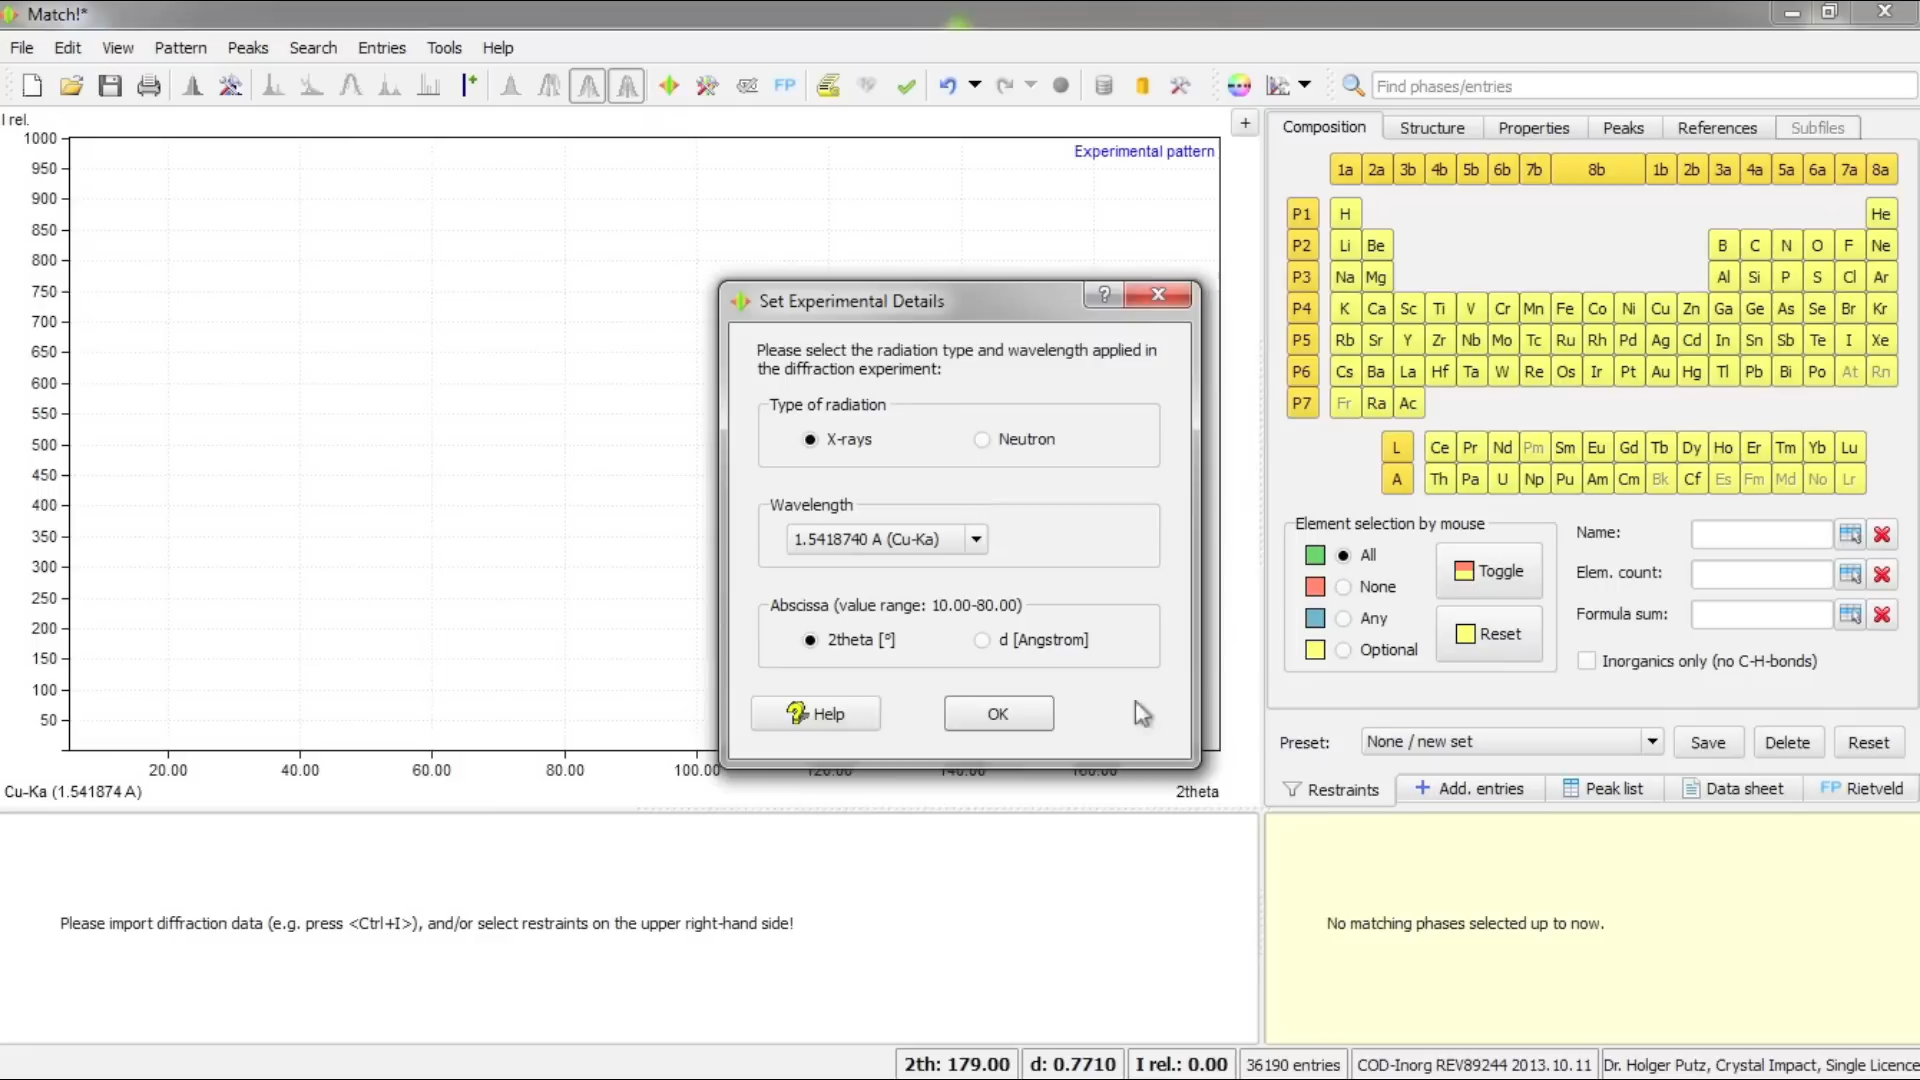 Match!*
File Edit View Pattern Peaks Search Entries Tools Help
FP
Find phases/entries
I rel.
1000
950
900
850
800
750
700
650
600
550
500
450
400
350
300
250
200
150
100
50
Experimental pattern
20.00 40.00 60.00 80.00 100.00 120.00 140.00 160.00
Cu-Ka (1.541874 A)
2theta
+
Set Experimental Details
?
Please select the radiation type and wavelength applied in
the diffraction experiment:
Type of radiation
X-rays Neutron
Wavelength
1.5418740 A (Cu-Ka)
Abscissa (value range: 10.00-80.00)
2theta [°] d [Angstrom]
Help OK
Composition Structure Properties Peaks References Subfiles
1a 2a 3b 4b 5b 6b 7b 8b 1b 2b 3a 4a 5a 6a 7a 8a
P1 H He
P2 Li Be B C N O F Ne
P3 Na Mg Al Si P S Cl Ar
P4 K Ca Sc Ti V Cr Mn Fe Co Ni Cu Zn Ga Ge As Se Br Kr
P5 Rb Sr Y Zr Nb Mo Tc Ru Rh Pd Ag Cd In Sn Sb Te I Xe
P6 Cs Ba La Hf Ta W Re Os Ir Pt Au Hg Tl Pb Bi Po At Rn
P7 Fr Ra Ac
L Ce Pr Nd Pm Sm Eu Gd Tb Dy Ho Er Tm Yb Lu
A Th Pa U Np Pu Am Cm Bk Cf Es Fm Md No Lr
Element selection by mouse
All
None
Any
Optional
Toggle
Reset
Name:
Elem. count:
Formula sum:
Inorganics only (no C-H-bonds)
Preset: None / new set Save Delete Reset
Restraints Add. entries Peak list Data sheet FP Rietveld
Please import diffraction data (e.g. press <Ctrl+I>), and/or select restraints on the upper right-hand side!
No matching phases selected up to now.
2th: 179.00 d: 0.7710 I rel.: 0.00 36190 entries COD-Inorg REV89244 2013.10.11 Dr. Holger Putz, Crystal Impact, Single Licence